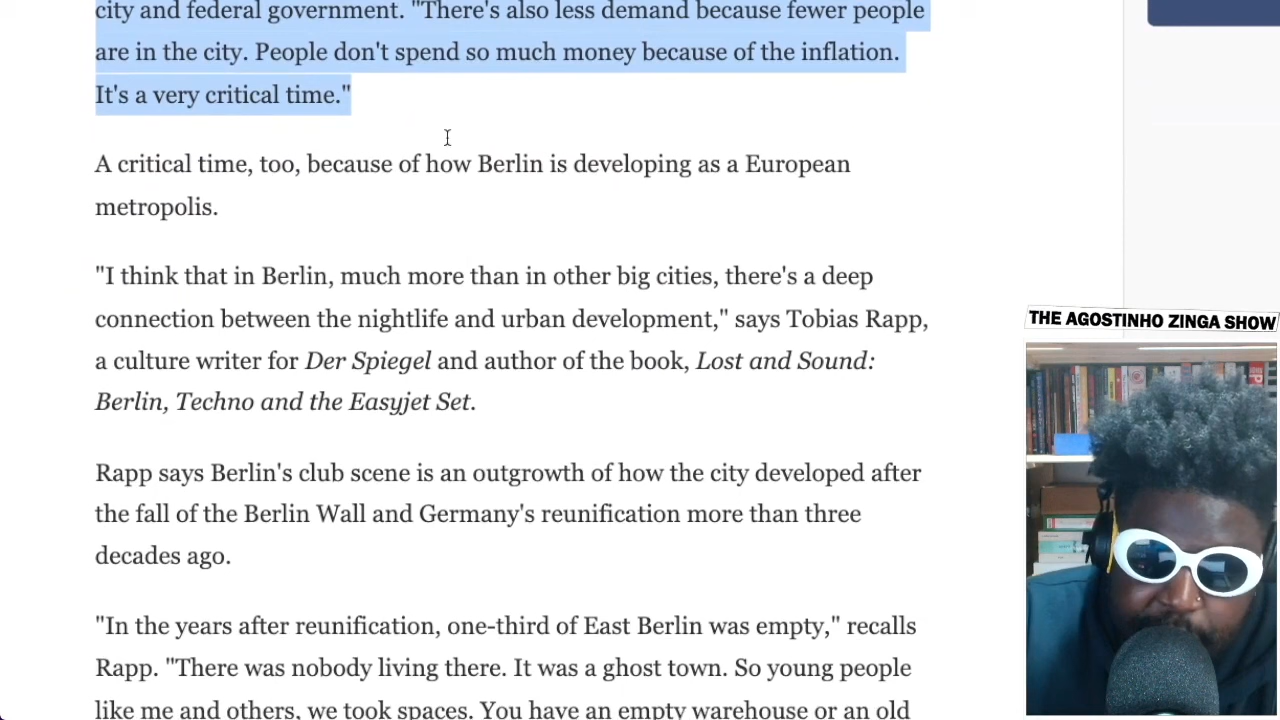 city and federal government. "There's also less demand because fewer people
are in the city. People don't spend so much money because of the inflation.
It's a very critical time."
A critical time, too, because of how Berlin is developing as a European
metropolis.
"I think that in Berlin, much more than in other big cities, there's a deep
connection between the nightlife and urban development," says Tobias Rapp,
a culture writer for Der Spiegel and author of the book, Lost and Sound:
Berlin, Techno and the Easyjet Set.
Rapp says Berlin's club scene is an outgrowth of how the city developed after
the fall of the Berlin Wall and Germany's reunification more than three
decades ago.
"In the years after reunification, one-third of East Berlin was empty," recalls
Rapp. "There was nobody living there. It was a ghost town. So young people
like me and others, we took spaces. You have an empty warehouse or an old
THE AGOSTINHO ZINGA SHOW